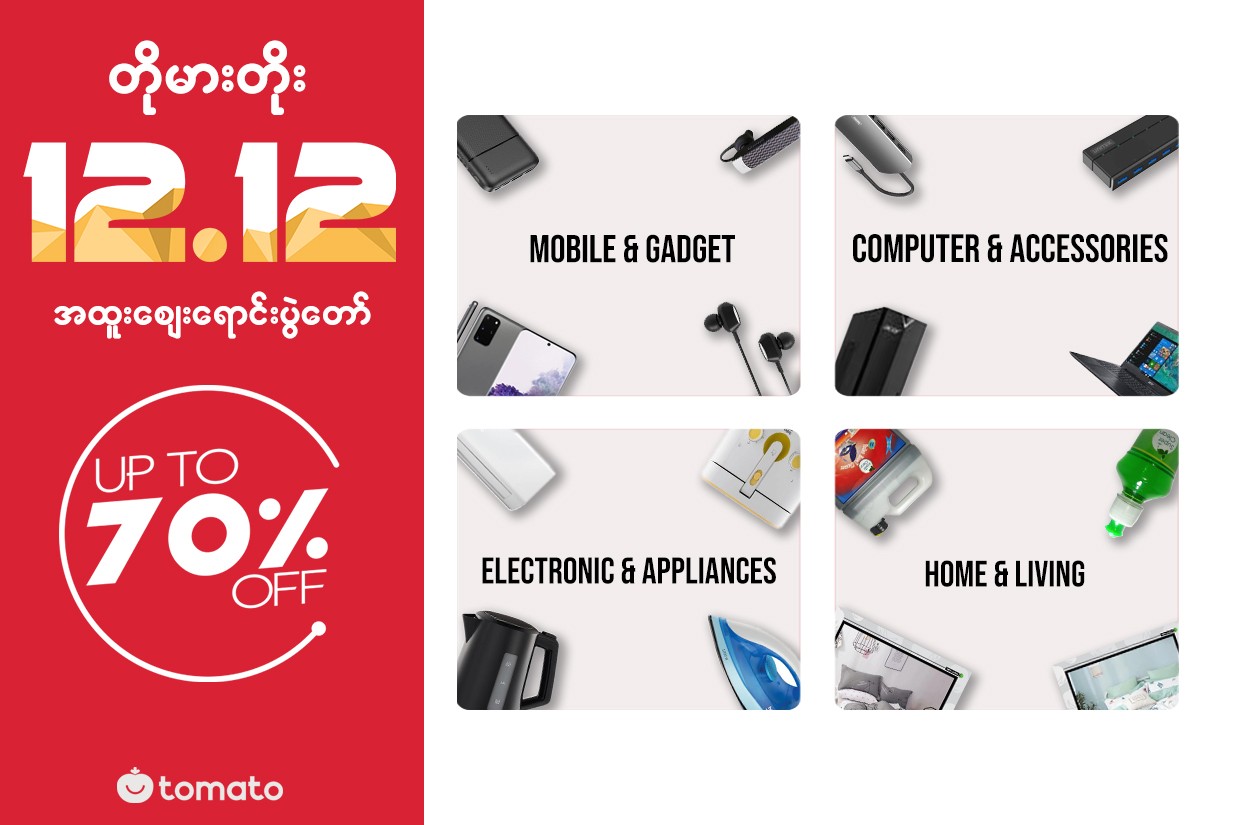 တိုမားတိုး
12.12
အထူးဈေးရောင်းပွဲတော်
UP TO
70%
OFF
tomato
MOBILE & GADGET
COMPUTER & ACCESSORIES
acer
ELECTRONIC & APPLIANCES
HOME & LIVING